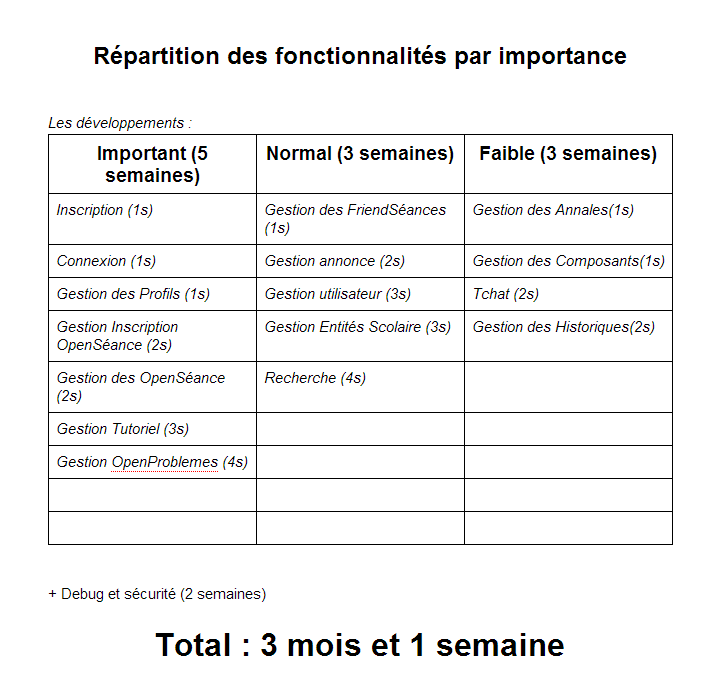 Répartition des fonctionnalités par importance
Les développements :
Important (5
semaines)
Normal (3 semaines)
Faible (3 semaines)
Inscription (1s)
Gestion des FriendSéances
(1s)
Gestion des Annales(1s)
Connexion (1s)
Gestion annonce (2s)
Gestion des Composants(1s)
Gestion des Profils (1s)
Gestion utilisateur (3s)
Tchat (2s)
Gestion Inscription
OpenSéance (2s)
Gestion Entités Scolaire (3s)
Gestion des Historiques(2s)
Gestion des OpenSéance
(2s)
Recherche (4s)
Gestion Tutoriel (3s)
Gestion OpenProblemes (4s)
+ Debug et sécurité (2 semaines)
Total : 3 mois et 1 semaine